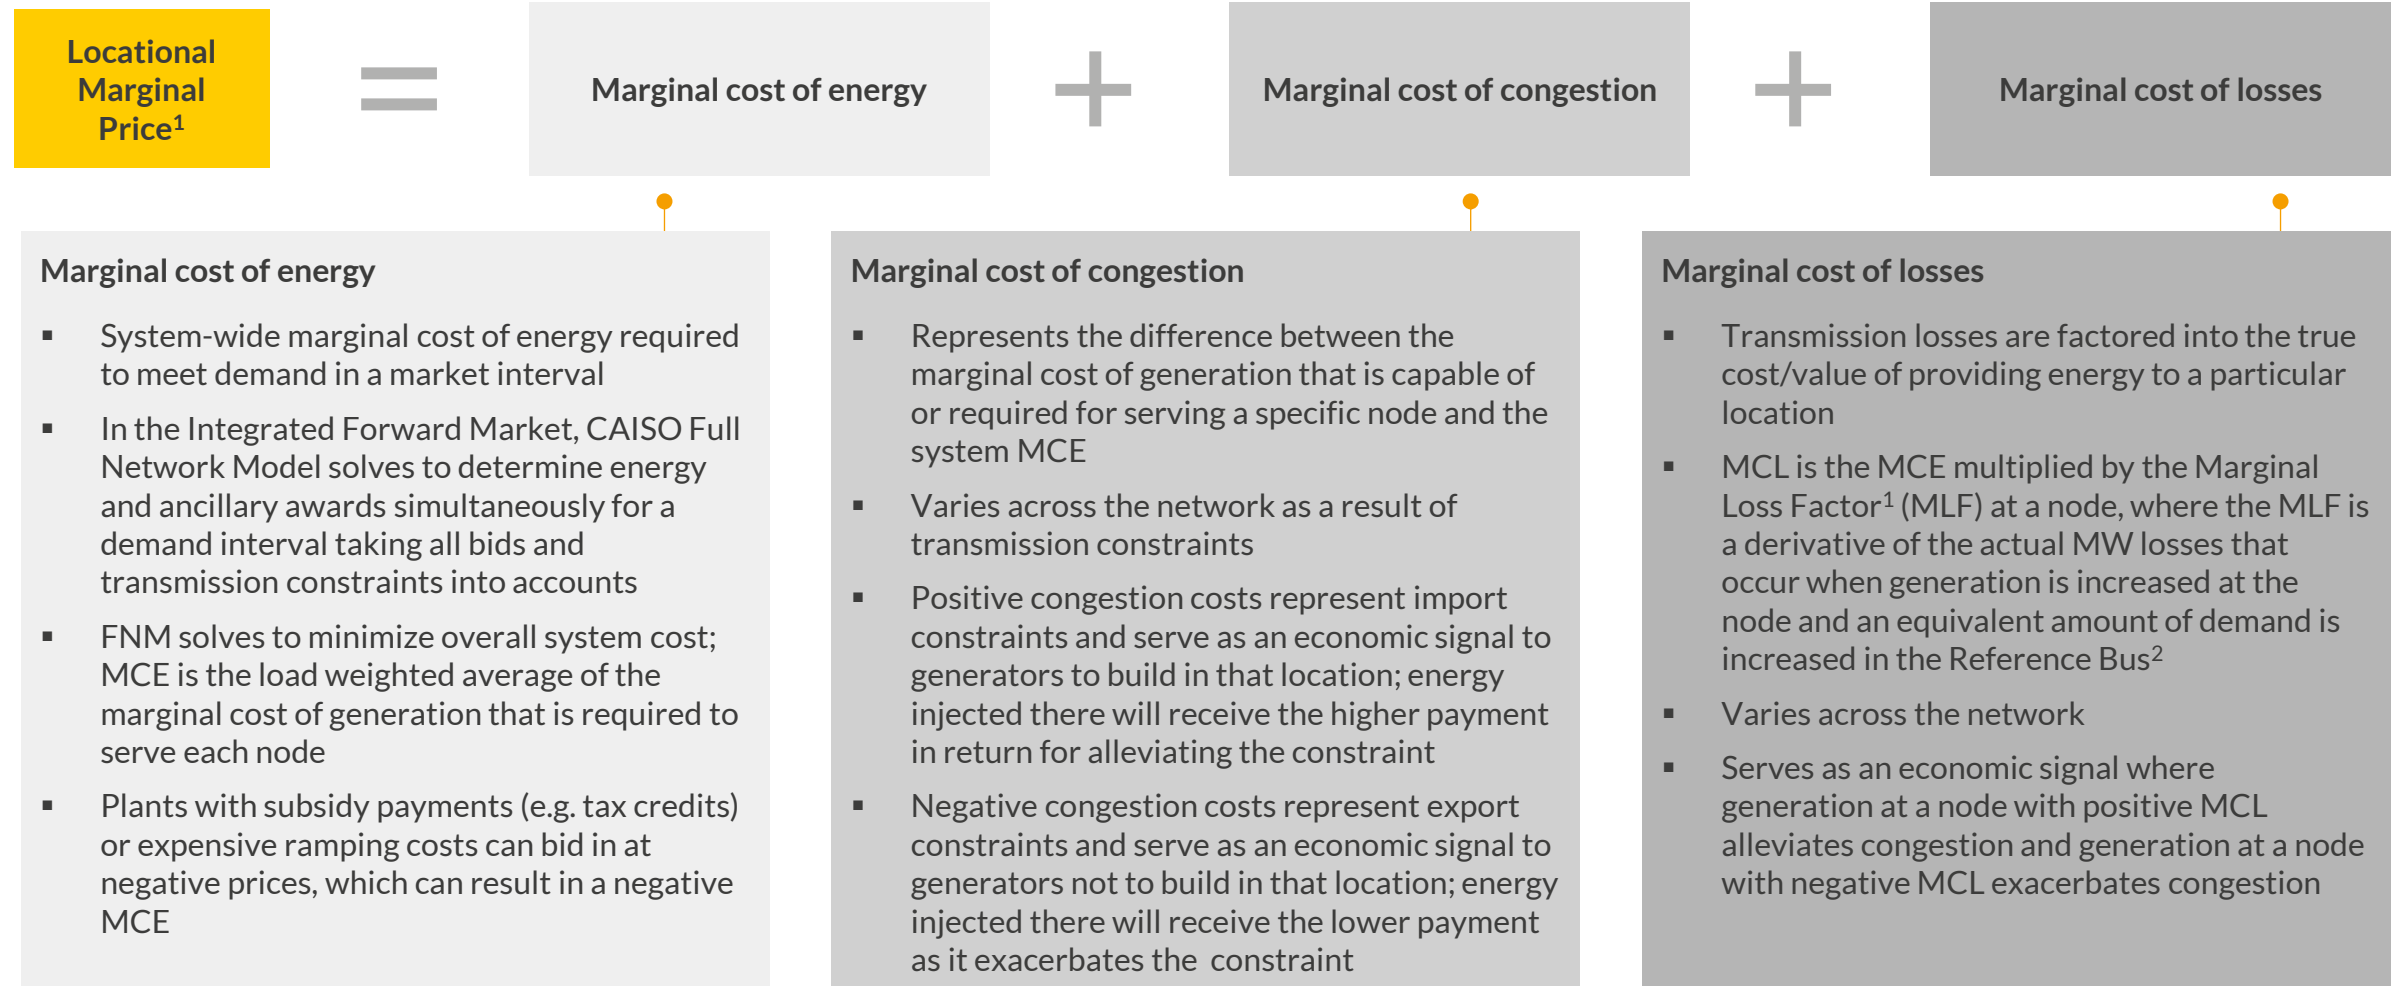 Locational
Marginal
Price¹
=
Marginal cost of energy
+
Marginal cost of congestion
+
Marginal cost of losses
Marginal cost of energy
▪ System-wide marginal cost of energy required
to meet demand in a market interval
▪ In the Integrated Forward Market, CAISO Full
Network Model solves to determine energy
and ancillary awards simultaneously for a
demand interval taking all bids and
transmission constraints into accounts
▪ FNM solves to minimize overall system cost;
MCE is the load weighted average of the
marginal cost of generation that is required to
serve each node
▪ Plants with subsidy payments (e.g. tax credits)
or expensive ramping costs can bid in at
negative prices, which can result in a negative
MCE
Marginal cost of congestion
▪ Represents the difference between the
marginal cost of generation that is capable of
or required for serving a specific node and the
system MCE
▪ Varies across the network as a result of
transmission constraints
▪ Positive congestion costs represent import
constraints and serve as an economic signal to
generators to build in that location; energy
injected there will receive the higher payment
in return for alleviating the constraint
▪ Negative congestion costs represent export
constraints and serve as an economic signal to
generators not to build in that location; energy
injected there will receive the lower payment
as it exacerbates the constraint
Marginal cost of losses
▪ Transmission losses are factored into the true
cost/value of providing energy to a particular
location
▪ MCL is the MCE multiplied by the Marginal
Loss Factor¹ (MLF) at a node, where the MLF is
a derivative of the actual MW losses that
occur when generation is increased at the
node and an equivalent amount of demand is
increased in the Reference Bus²
▪ Varies across the network
▪ Serves as an economic signal where
generation at a node with positive MCL
alleviates congestion and generation at a node
with negative MCL exacerbates congestion